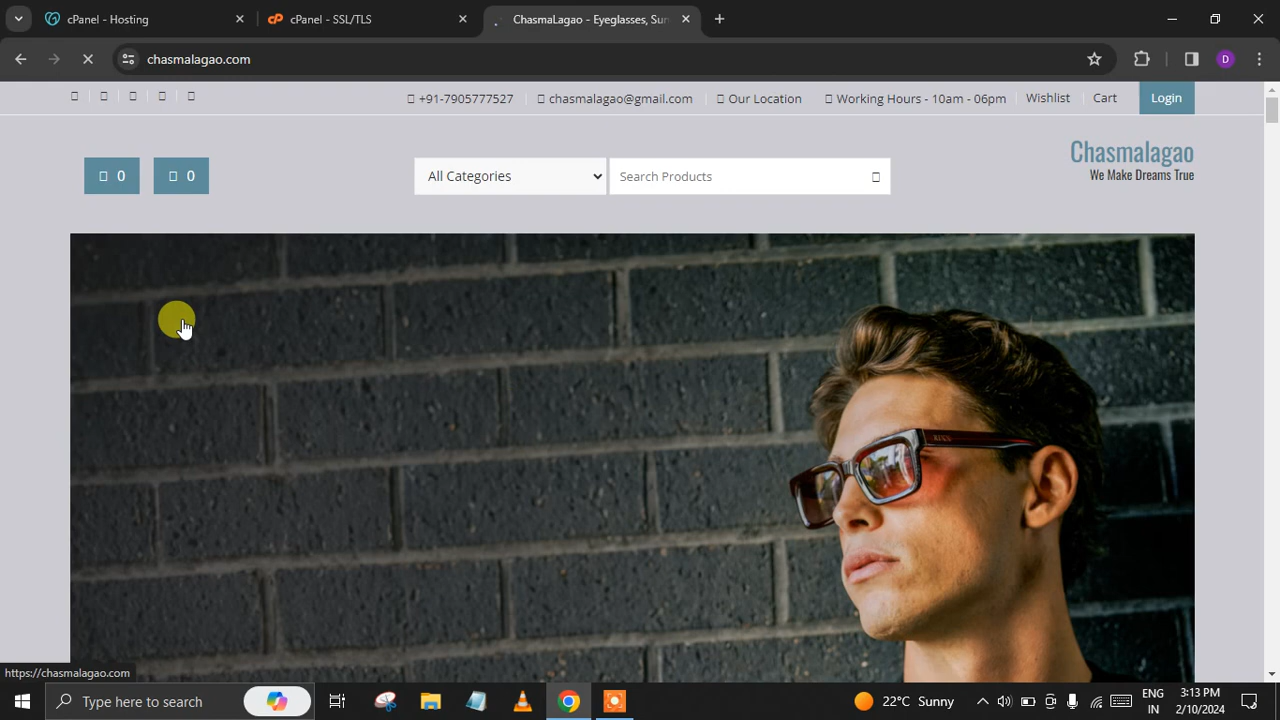 cPanel - Hosting
cPanel - SSL/TLS
ChasmaLagao - Eyeglasses, Sun
chasmalagao.com
D
+91-7905777527
chasmalagao@gmail.com
Our Location
Working Hours - 10am - 06pm
Wishlist
Cart
Login
0
0
All Categories
Search Products
Chasmalagao
We Make Dreams True
https://chasmalagao.com
Type here to search
22°C Sunny
ENG
IN
3:13 PM
2/10/2024